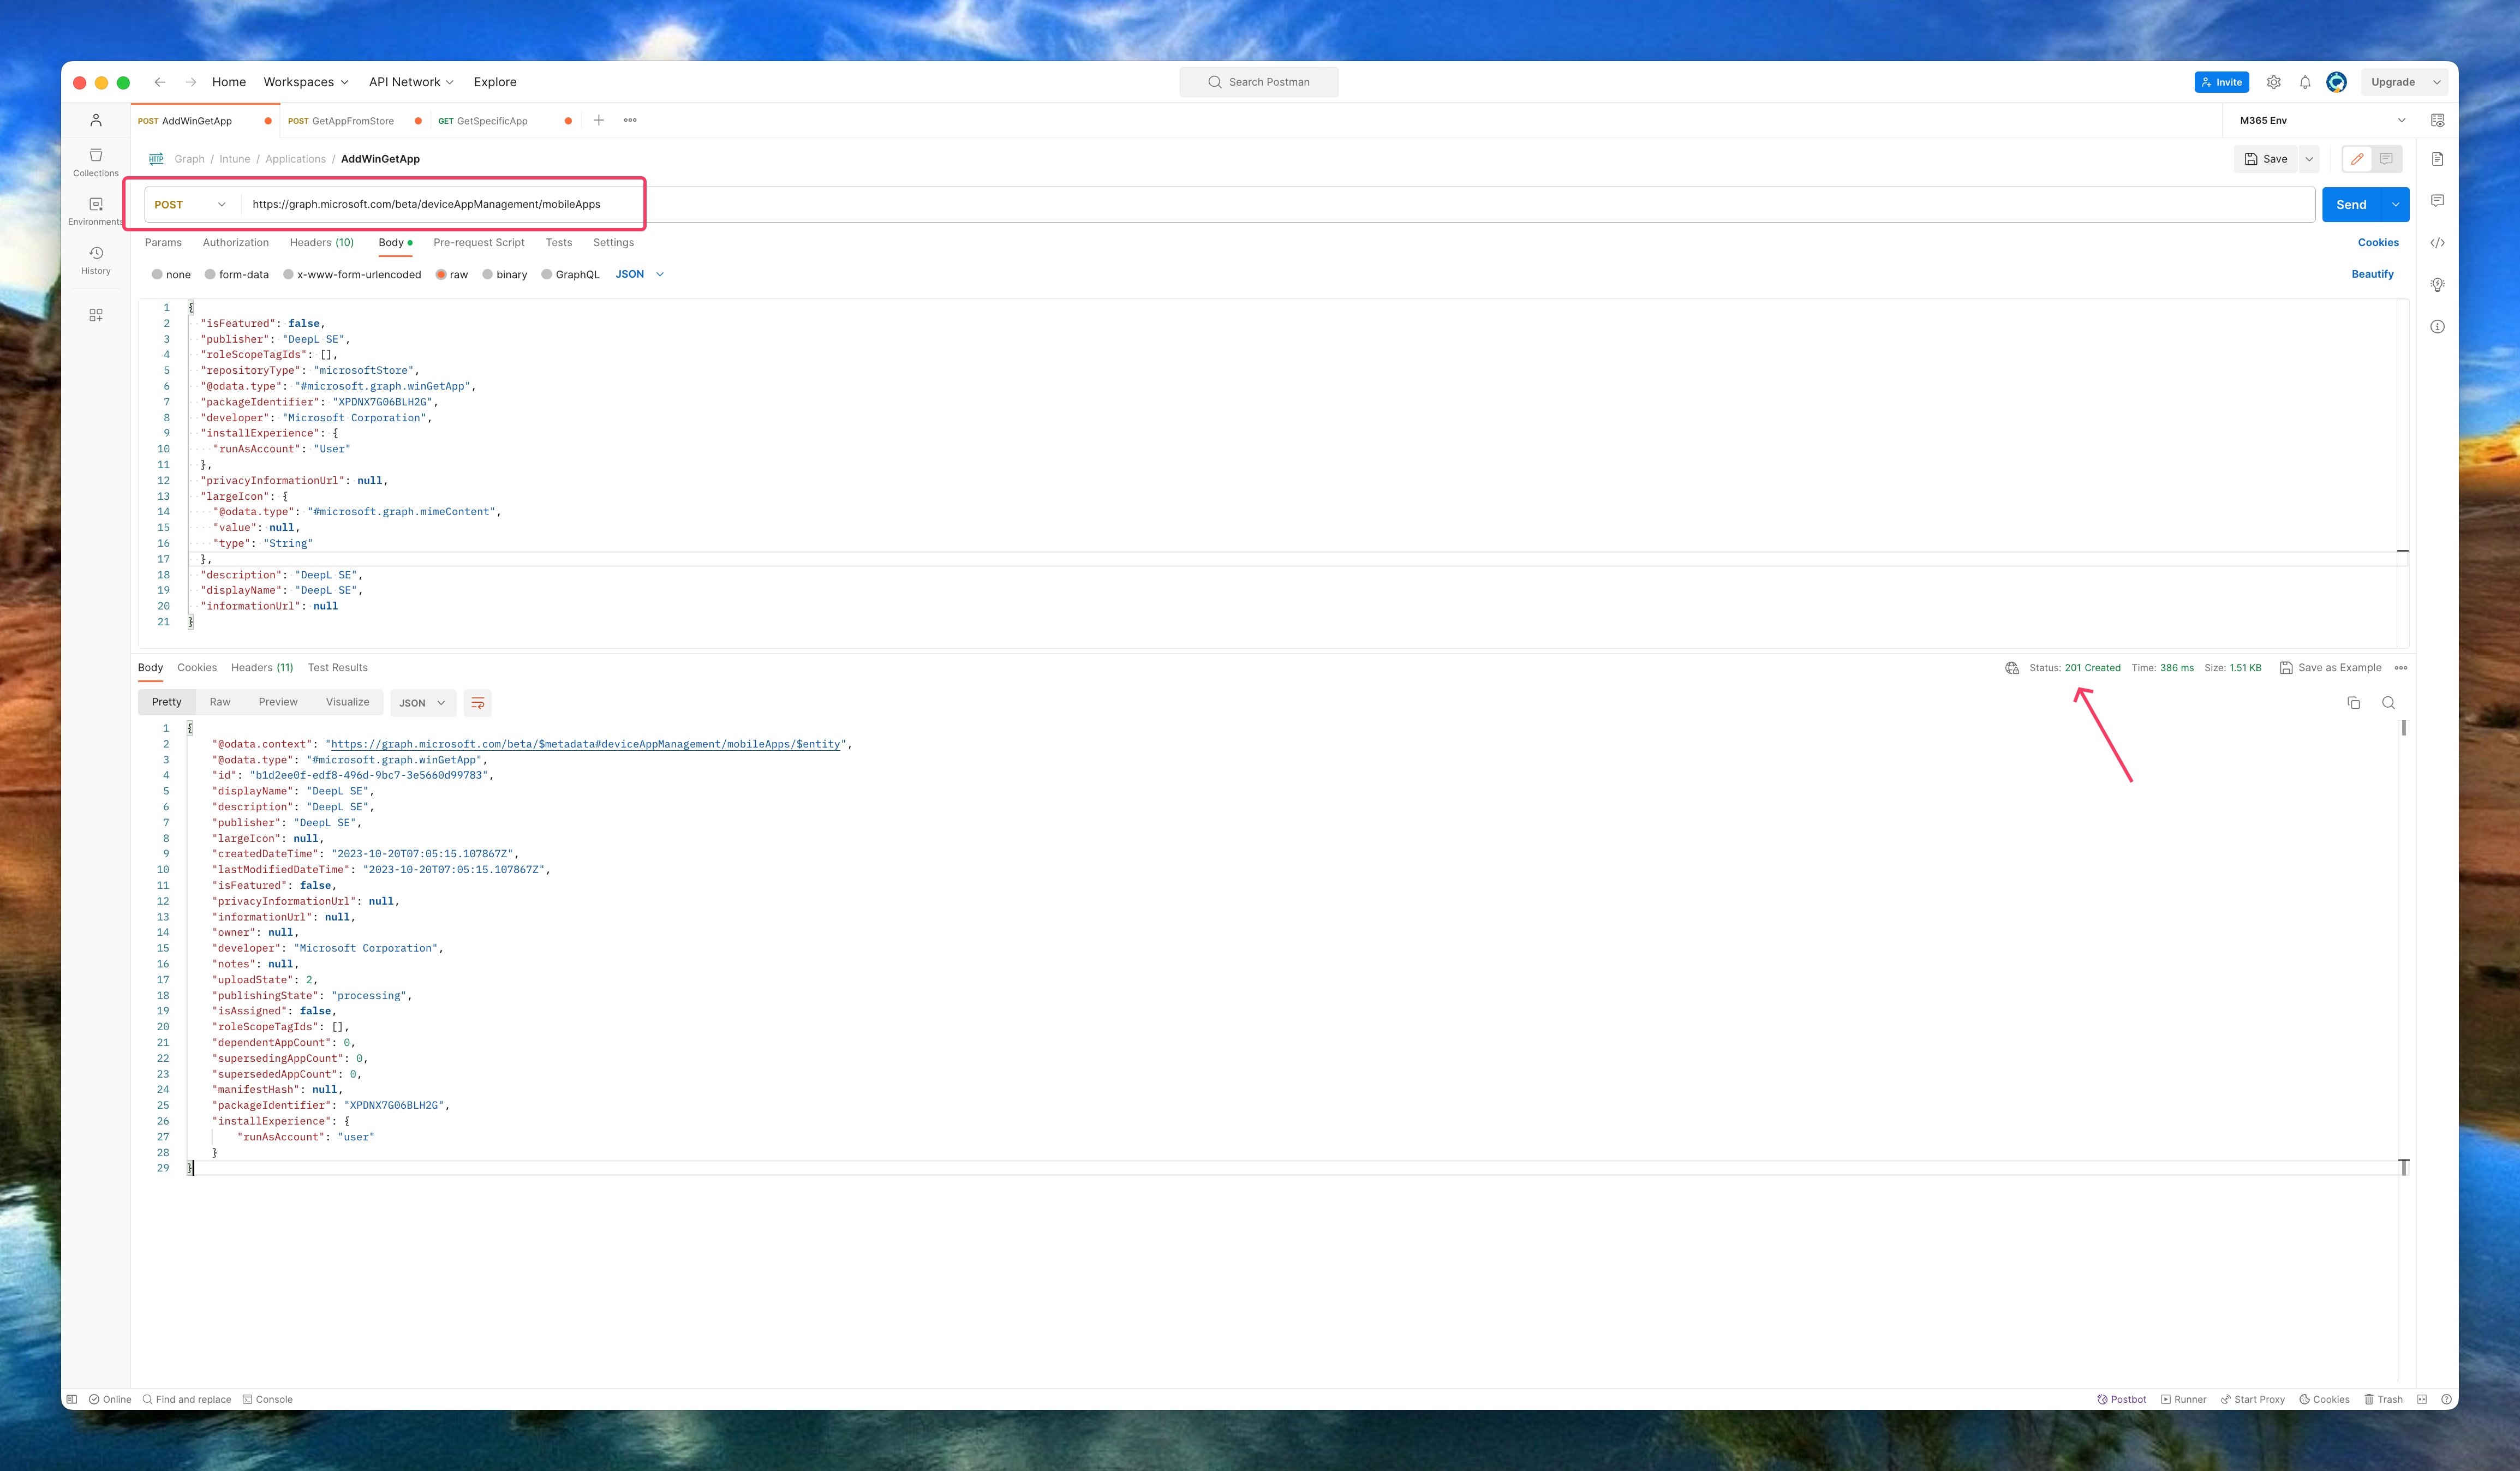 Home Workspaces API Network Explore Search Postman Invite Upgrade
POST AddWinGetApp POST GetAppFromStore GET GetSpecificApp M365 Env
HTTP Graph / Intune / Applications / AddWinGetApp Save
Collections
Environments
History
POST https://graph.microsoft.com/beta/deviceAppManagement/mobileApps Send
Params Authorization Headers (10) Body Pre-request Script Tests Settings Cookies
none form-data x-www-form-urlencoded raw binary GraphQL JSON Beautify
1 {
2 "isFeatured": false,
3 "publisher": "DeepL SE",
4 "roleScopeTagIds": [],
5 "repositoryType": "microsoftStore",
6 "@odata.type": "#microsoft.graph.winGetApp",
7 "packageIdentifier": "XPDNX7G06BLH2G",
8 "developer": "Microsoft Corporation",
9 "installExperience": {
10 "runAsAccount": "User"
11 },
12 "privacyInformationUrl": null,
13 "largeIcon": {
14 "@odata.type": "#microsoft.graph.mimeContent",
15 "value": null,
16 "type": "String"
17 },
18 "description": "DeepL SE",
19 "displayName": "DeepL SE",
20 "informationUrl": null
21 }
Body Cookies Headers (11) Test Results Status: 201 Created Time: 386 ms Size: 1.51 KB Save as Example
Pretty Raw Preview Visualize JSON
1 {
2 "@odata.context": "https://graph.microsoft.com/beta/$metadata#deviceAppManagement/mobileApps/$entity",
3 "@odata.type": "#microsoft.graph.winGetApp",
4 "id": "b1d2ee0f-edf8-496d-9bc7-3e5660d99783",
5 "displayName": "DeepL SE",
6 "description": "DeepL SE",
7 "publisher": "DeepL SE",
8 "largeIcon": null,
9 "createdDateTime": "2023-10-20T07:05:15.107867Z",
10 "lastModifiedDateTime": "2023-10-20T07:05:15.107867Z",
11 "isFeatured": false,
12 "privacyInformationUrl": null,
13 "informationUrl": null,
14 "owner": null,
15 "developer": "Microsoft Corporation",
16 "notes": null,
17 "uploadState": 2,
18 "publishingState": "processing",
19 "isAssigned": false,
20 "roleScopeTagIds": [],
21 "dependentAppCount": 0,
22 "supersedingAppCount": 0,
23 "supersededAppCount": 0,
24 "manifestHash": null,
25 "packageIdentifier": "XPDNX7G06BLH2G",
26 "installExperience": {
27 "runAsAccount": "user"
28 }
29 }
Online Find and replace Console Postbot Runner Start Proxy Cookies Trash